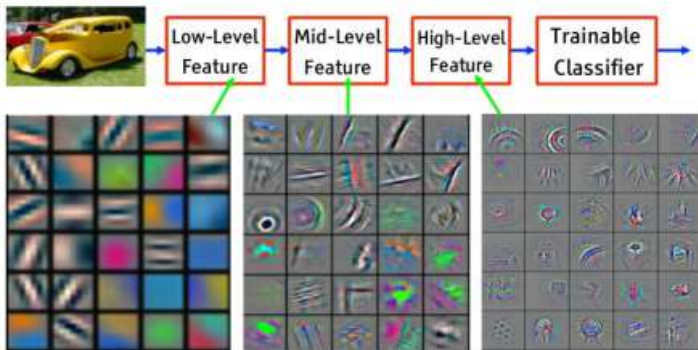 Low-Level
Feature
Mid-Level
Feature
High-Level
Feature
Trainable
Classifier